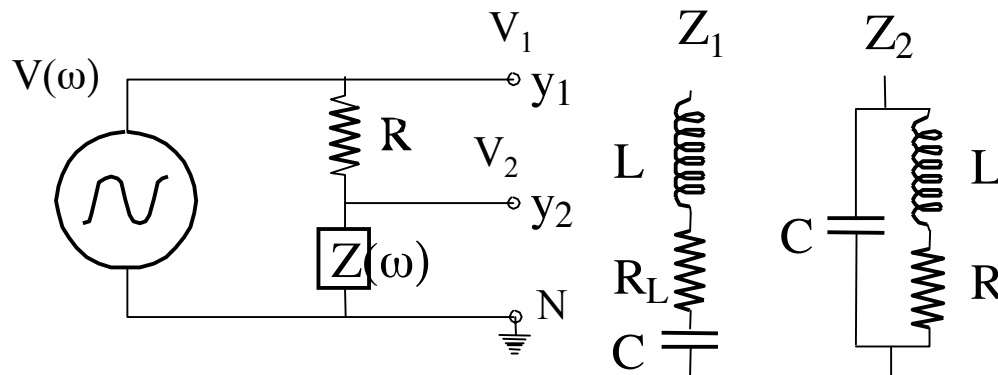 V(ω)
V₁
y₁
R
V₂
y₂
Z(ω)
N
Z₁
L
R_L
C
Z₂
L
C
R